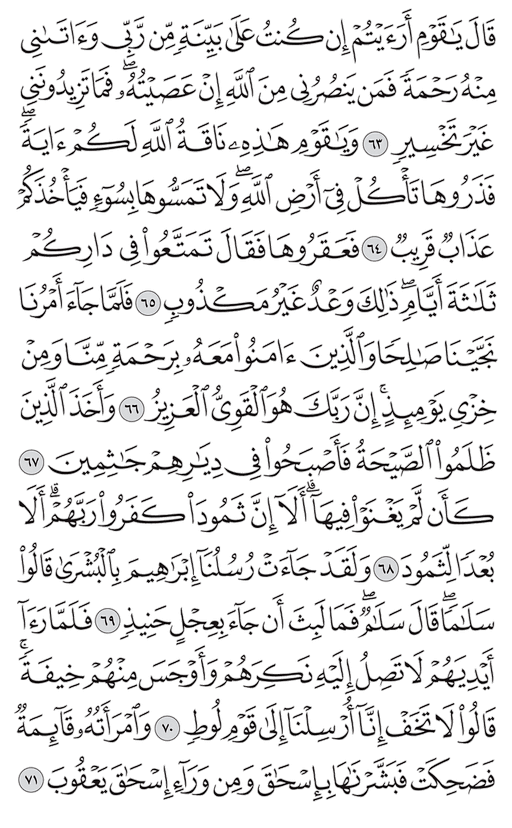 قَالَ يَٰقَوْمِ أَرَءَيْتُمْ إِن كُنتُ عَلَىٰ بَيِّنَةٍ مِّن رَّبِّي وَءَاتَىٰنِي
مِنْهُ رَحْمَةً فَمَن يَنصُرُنِي مِنَ ٱللَّهِ إِنْ عَصَيْتُهُۥۖ فَمَا تَزِيدُونَنِي
غَيْرَ تَخْسِيرٍ ٦٣ وَيَٰقَوْمِ هَٰذِهِۦ نَاقَةُ ٱللَّهِ لَكُمْ ءَايَةًۖ
فَذَرُوهَا تَأْكُلْ فِيٓ أَرْضِ ٱللَّهِۖ وَلَا تَمَسُّوهَا بِسُوٓءٍ فَيَأْخُذَكُمْ
عَذَابٌ قَرِيبٌ ٦٤ فَعَقَرُوهَا فَقَالَ تَمَتَّعُوا۟ فِي دَارِكُمْ
ثَلَٰثَةَ أَيَّامٍۖ ذَٰلِكَ وَعْدٌ غَيْرُ مَكْذُوبٍ ٦٥ فَلَمَّا جَآءَ أَمْرُنَا
نَجَّيْنَا صَٰلِحًا وَٱلَّذِينَ ءَامَنُوا۟ مَعَهُۥ بِرَحْمَةٍ مِّنَّا وَمِنْ
خِزْيِ يَوْمِئِذٍۚ إِنَّ رَبَّكَ هُوَ ٱلْقَوِيُّ ٱلْعَزِيزُ ٦٦ وَأَخَذَ ٱلَّذِينَ
ظَلَمُوا۟ ٱلصَّيْحَةُ فَأَصْبَحُوا۟ فِي دِيَٰرِهِمْ جَٰثِمِينَ ٦٧
كَأَن لَّمْ يَغْنَوْا۟ فِيهَآۗ أَلَآ إِنَّ ثَمُودَا۟ كَفَرُوا۟ رَبَّهُمْۗ أَلَا
بُعْدًا لِّثَمُودَ ٦٨ وَلَقَدْ جَآءَتْ رُسُلُنَآ إِبْرَٰهِيمَ بِٱلْبُشْرَىٰ قَالُوا۟
سَلَٰمًاۖ قَالَ سَلَٰمٌۖ فَمَا لَبِثَ أَن جَآءَ بِعِجْلٍ حَنِيذٍ ٦٩ فَلَمَّا رَءَآ
أَيْدِيَهُمْ لَا تَصِلُ إِلَيْهِ نَكِرَهُمْ وَأَوْجَسَ مِنْهُمْ خِيفَةًۚ
قَالُوا۟ لَا تَخَفْ إِنَّآ أُرْسِلْنَآ إِلَىٰ قَوْمِ لُوطٍ ٧٠ وَٱمْرَأَتُهُۥ قَآئِمَةٌ
فَضَحِكَتْ فَبَشَّرْنَٰهَا بِإِسْحَٰقَ وَمِن وَرَآءِ إِسْحَٰقَ يَعْقُوبَ ٧١